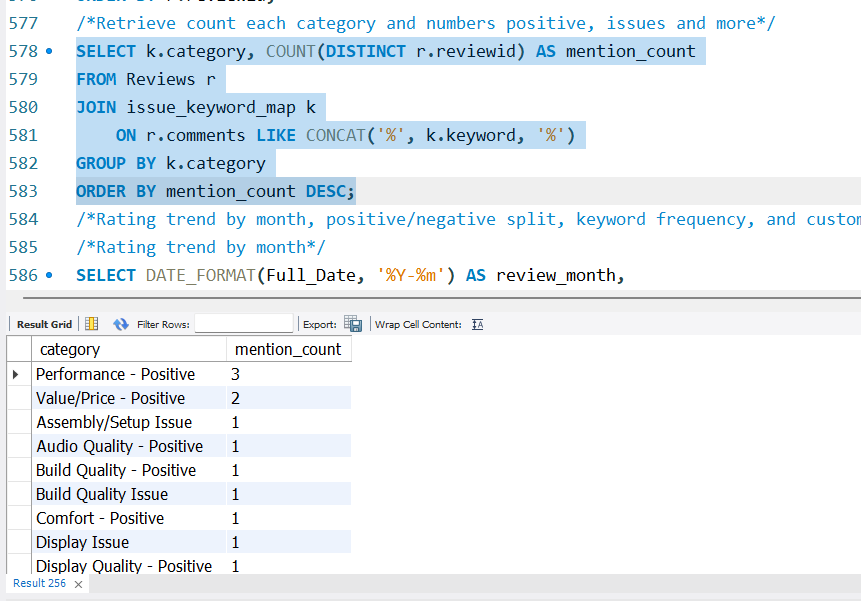 577 /*Retrieve count each category and numbers positive, issues and more*/
578 SELECT k.category, COUNT(DISTINCT r.reviewid) AS mention_count
579 FROM Reviews r
580 JOIN issue_keyword_map k
581 ON r.comments LIKE CONCAT('%', k.keyword, '%')
582 GROUP BY k.category
583 ORDER BY mention_count DESC;
584 /*Rating trend by month, positive/negative split, keyword frequency, and custom
585 /*Rating trend by month*/
586 SELECT DATE_FORMAT(Full_Date, '%Y-%m') AS review_month,
Result Grid Filter Rows: Export: Wrap Cell Content: IA
category mention_count
Performance - Positive 3
Value/Price - Positive 2
Assembly/Setup Issue 1
Audio Quality - Positive 1
Build Quality - Positive 1
Build Quality Issue 1
Comfort - Positive 1
Display Issue 1
Display Quality - Positive 1
Result 256 ×